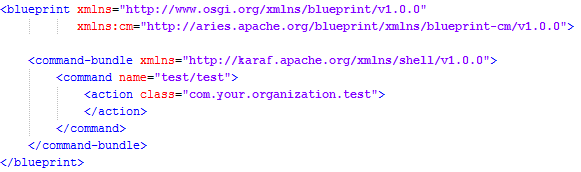 <blueprint xmlns="http://www.osgi.org/xmlns/blueprint/v1.0.0"
xmlns:cm="http://aries.apache.org/blueprint/xmlns/blueprint-cm/v1.0.0">
<command-bundle xmlns="http://karaf.apache.org/xmlns/shell/v1.0.0">
<command name="test/test">
<action class="com.your.organization.test">
</action>
</command>
</command-bundle>
</blueprint>